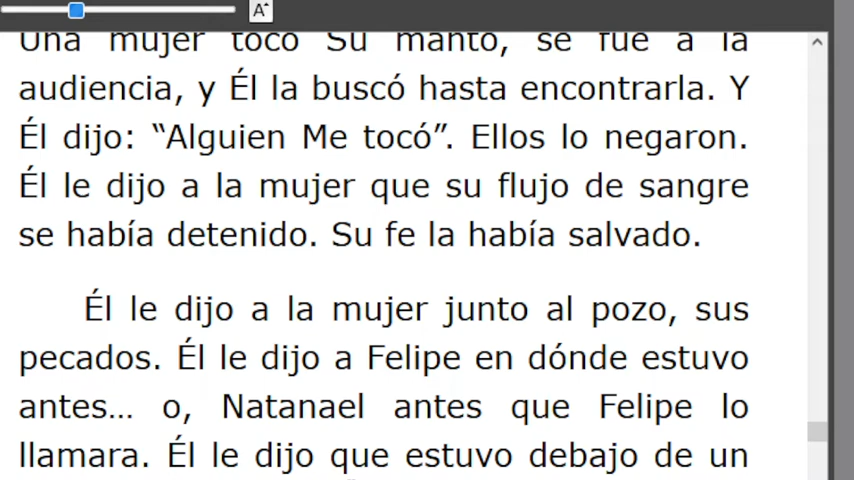 A
Una mujer tocó Su manto, se fue a la
audiencia, y Él la buscó hasta encontrarla. Y
Él dijo: “Alguien Me tocó”. Ellos lo negaron.
Él le dijo a la mujer que su flujo de sangre
se había detenido. Su fe la había salvado.
Él le dijo a la mujer junto al pozo, sus
pecados. Él le dijo a Felipe en dónde estuvo
antes… o, Natanael antes que Felipe lo
llamara. Él le dijo que estuvo debajo de un